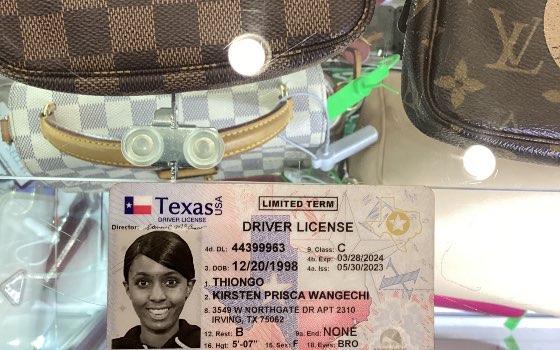 LV
Texas USA
LIMITED TERM
DRIVER LICENSE
Director:
DRIVER LICENSE
4d. DL: 44399963 9. Class: C
4b. Exp: 03/28/2024
3. DOB: 12/20/1998 4a. Iss: 05/30/2023
1. THIONGO
2. KIRSTEN PRISCA WANGECHI
8. 3549 W NORTHGATE DR APT 2310
IRVING, TX 75062
12. Rest: B 9a. End: NONE
16. Hgt: 5'-07" 15. Sex: F 18. Eyes: BRO